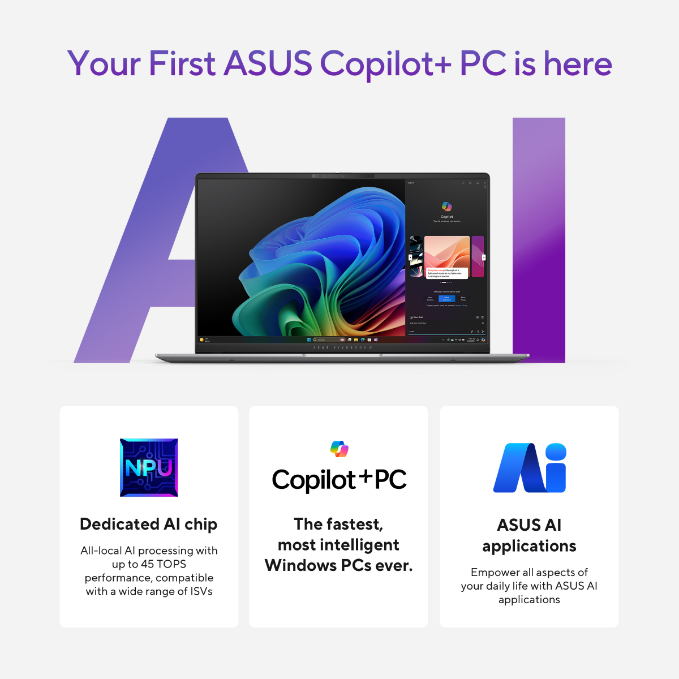 Your First ASUS Copilot+ PC is here
AI
Copilot
NPU
Dedicated AI chip
All-local AI processing with
up to 45 TOPS
performance, compatible
with a wide range of ISVs
Copilot+PC
The fastest,
most intelligent
Windows PCs ever.
Ai
ASUS AI
applications
Empower all aspects of
your daily life with ASUS AI
applications